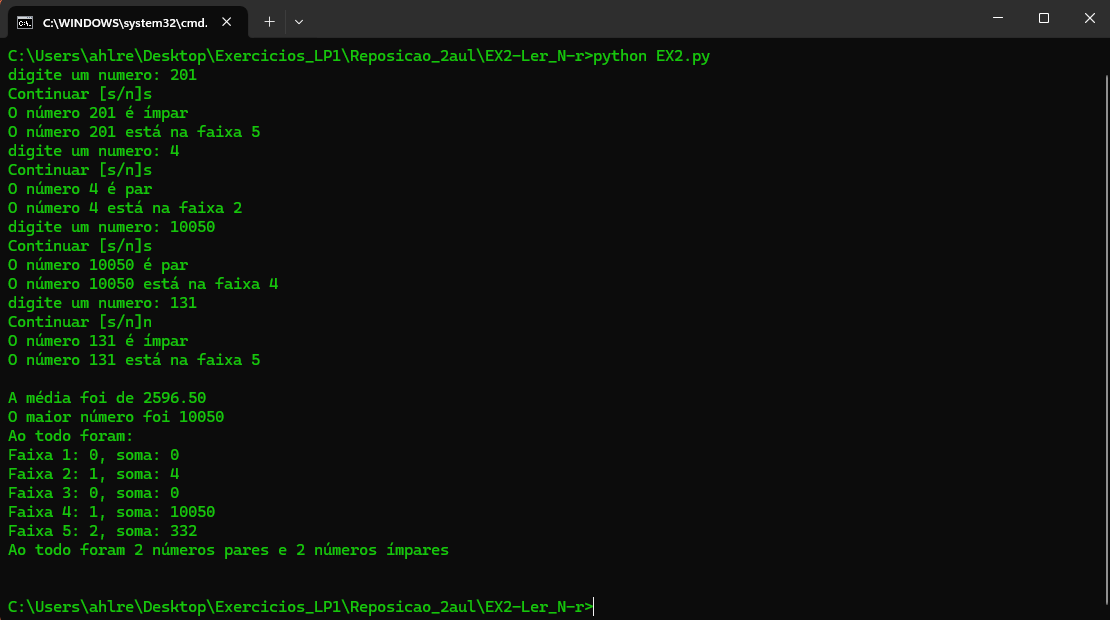 C:\WINDOWS\system32\cmd.
C:\Users\ahlre\Desktop\Exercicios_LP1\Reposicao_2aul\EX2-Ler_N-r>python EX2.py
digite um numero: 201
Continuar [s/n]s
O número 201 é ímpar
O número 201 está na faixa 5
digite um numero: 4
Continuar [s/n]s
O número 4 é par
O número 4 está na faixa 2
digite um numero: 10050
Continuar [s/n]s
O número 10050 é par
O número 10050 está na faixa 4
digite um numero: 131
Continuar [s/n]n
O número 131 é ímpar
O número 131 está na faixa 5
A média foi de 2596.50
O maior número foi 10050
Ao todo foram:
Faixa 1: 0, soma: 0
Faixa 2: 1, soma: 4
Faixa 3: 0, soma: 0
Faixa 4: 1, soma: 10050
Faixa 5: 2, soma: 332
Ao todo foram 2 números pares e 2 números ímpares
C:\Users\ahlre\Desktop\Exercicios_LP1\Reposicao_2aul\EX2-Ler_N-r>